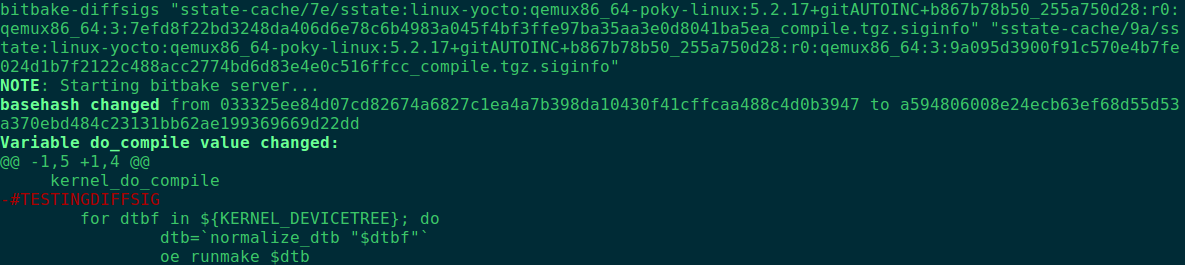 bitbake-diffsigs "sstate-cache/7e/sstate:linux-yocto:qemux86_64-poky-linux:5.2.17+gitAUTOINC+b867b78b50_255a750d28:r0:
qemux86_64:3:7efd8f22bd3248da406d6e78c6b4983a045f4bf3ffe97ba35aa3e0d8041ba5ea_compile.tgz.siginfo" "sstate-cache/9a/ss
tate:linux-yocto:qemux86_64-poky-linux:5.2.17+gitAUTOINC+b867b78b50_255a750d28:r0:qemux86_64:3:9a095d3900f91c570e4b7fe
024d1b7f2122c488acc2774bd6d83e4e0c516ffcc_compile.tgz.siginfo"
NOTE: Starting bitbake server...
basehash changed from 033325ee84d07cd82674a6827c1ea4a7b398da10430f41cffcaa488c4d0b3947 to a594806008e24ecb63ef68d55d53
a370ebd484c23131bb62ae199369669d22dd
Variable do_compile value changed:
@@ -1,5 +1,4 @@
     kernel_do_compile
-#TESTINGDIFFSIG
        for dtbf in ${KERNEL_DEVICETREE}; do
                dtb=`normalize_dtb "$dtbf"`
                oe_runmake $dtb